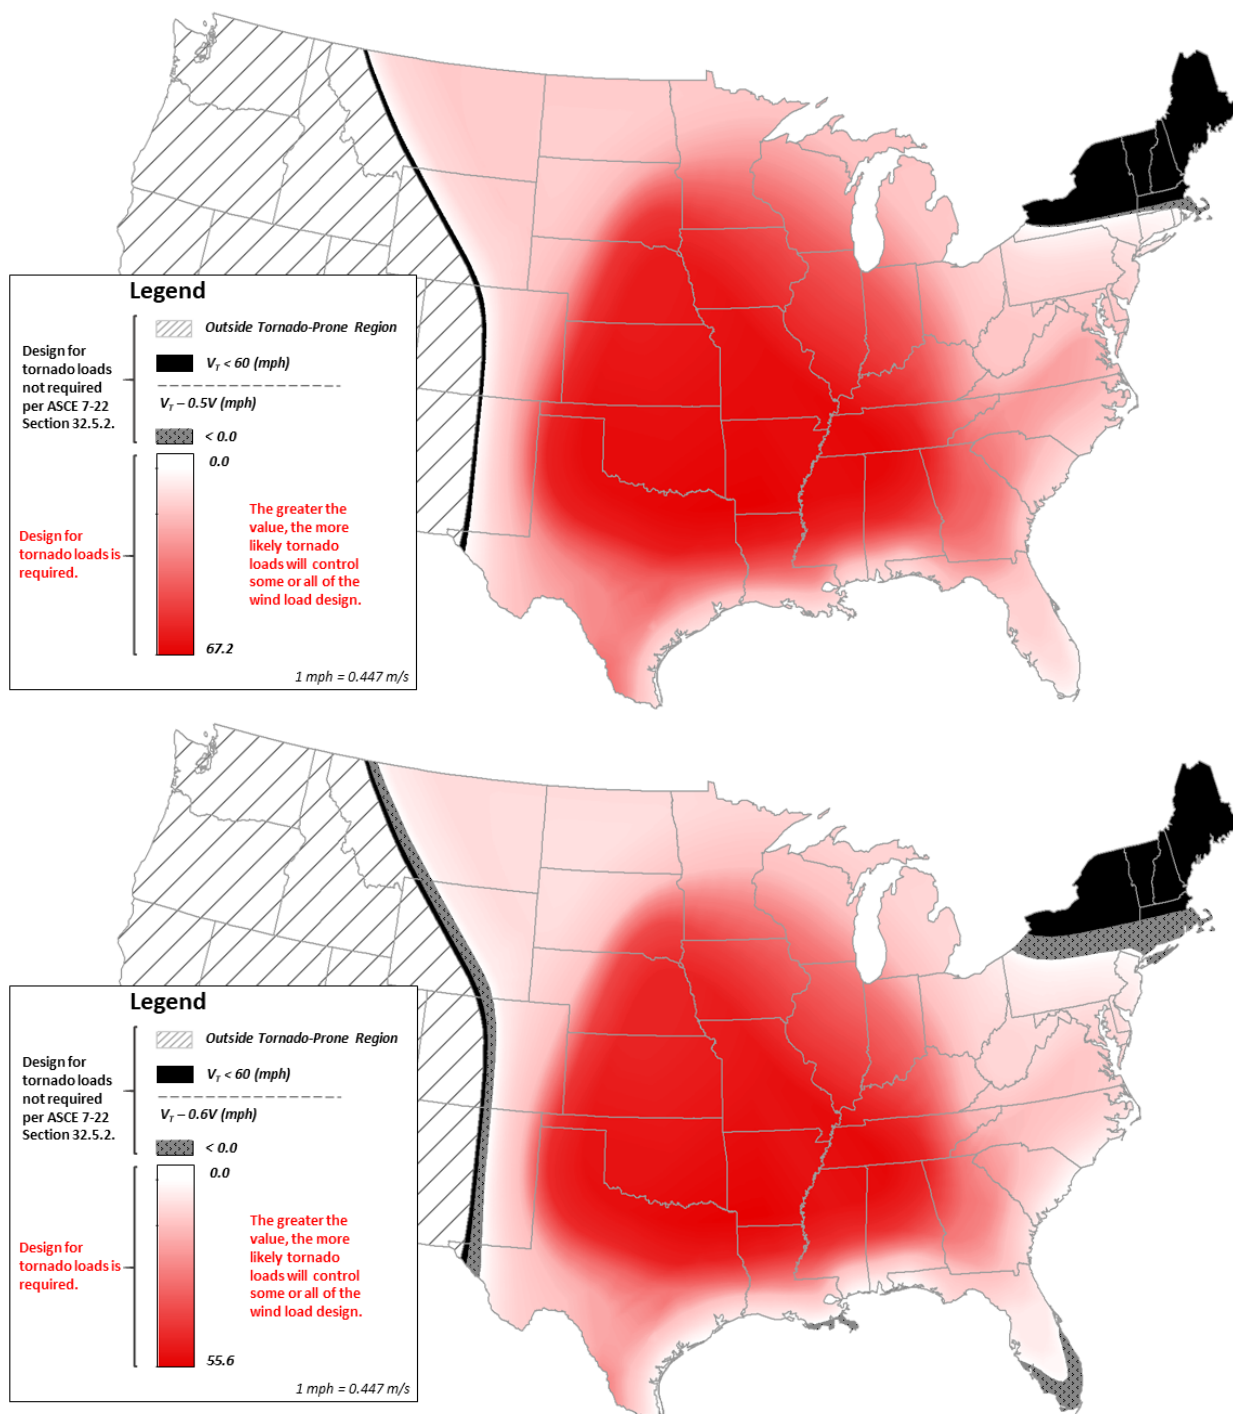 Legend
Outside Tornado-Prone Region
Design for
tornado loads
not required
per ASCE 7-22
Section 32.5.2.
V_T < 60 (mph)
V_T – 0.5V (mph)
< 0.0
0.0
Design for
tornado loads is
required.
The greater the
value, the more
likely tornado
loads will control
some or all of the
wind load design.
67.2
1 mph = 0.447 m/s
Legend
Outside Tornado-Prone Region
Design for
tornado loads
not required
per ASCE 7-22
Section 32.5.2.
V_T < 60 (mph)
V_T – 0.6V (mph)
< 0.0
0.0
Design for
tornado loads is
required.
The greater the
value, the more
likely tornado
loads will control
some or all of the
wind load design.
55.6
1 mph = 0.447 m/s